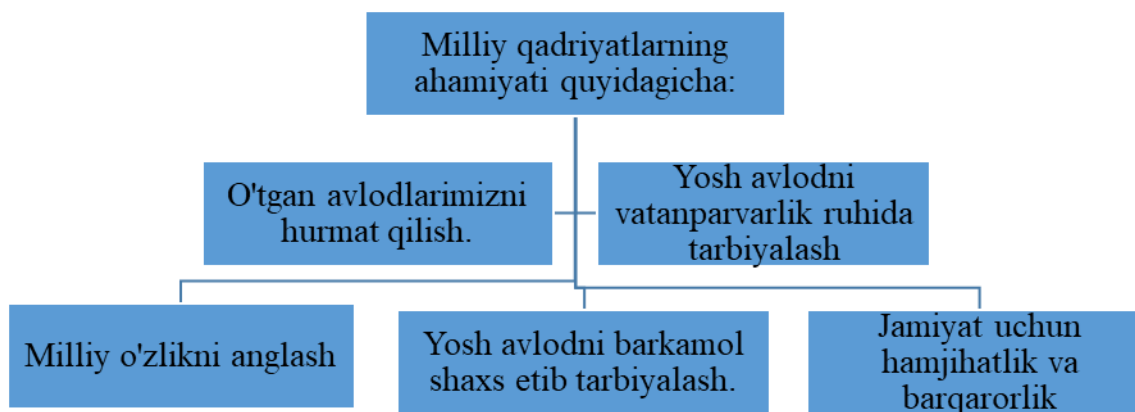 Milliy qadriyatlarning
ahamiyati quyidagicha:
O'tgan avlodlarimizni
hurmat qilish.
Yosh avlodni
vatanparvarlik ruhida
tarbiyalash
Milliy o'zlikni anglash
Yosh avlodni barkamol
shaxs etib tarbiyalash.
Jamiyat uchun
hamjihatlik va
barqarorlik